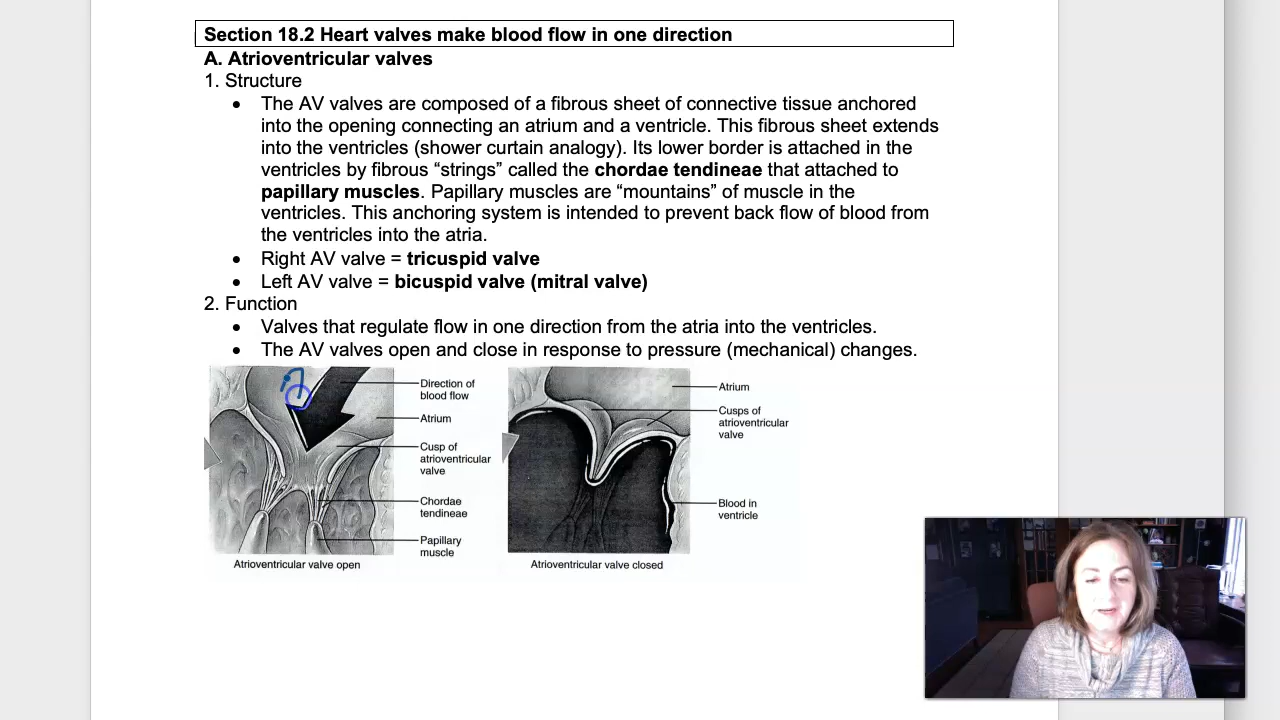 Section 18.2 Heart valves make blood flow in one direction
A. Atrioventricular valves
1. Structure
• The AV valves are composed of a fibrous sheet of connective tissue anchored
into the opening connecting an atrium and a ventricle. This fibrous sheet extends
into the ventricles (shower curtain analogy). Its lower border is attached in the
ventricles by fibrous “strings” called the chordae tendineae that attached to
papillary muscles. Papillary muscles are “mountains” of muscle in the
ventricles. This anchoring system is intended to prevent back flow of blood from
the ventricles into the atria.
• Right AV valve = tricuspid valve
• Left AV valve = bicuspid valve (mitral valve)
2. Function
• Valves that regulate flow in one direction from the atria into the ventricles.
• The AV valves open and close in response to pressure (mechanical) changes.
Direction of
blood flow
Atrium
Cusp of
atrioventricular
valve
Chordae
tendineae
Papillary
muscle
Atrioventricular valve open
Atrium
Cusps of
atrioventricular
valve
Blood in
ventricle
Atrioventricular valve closed